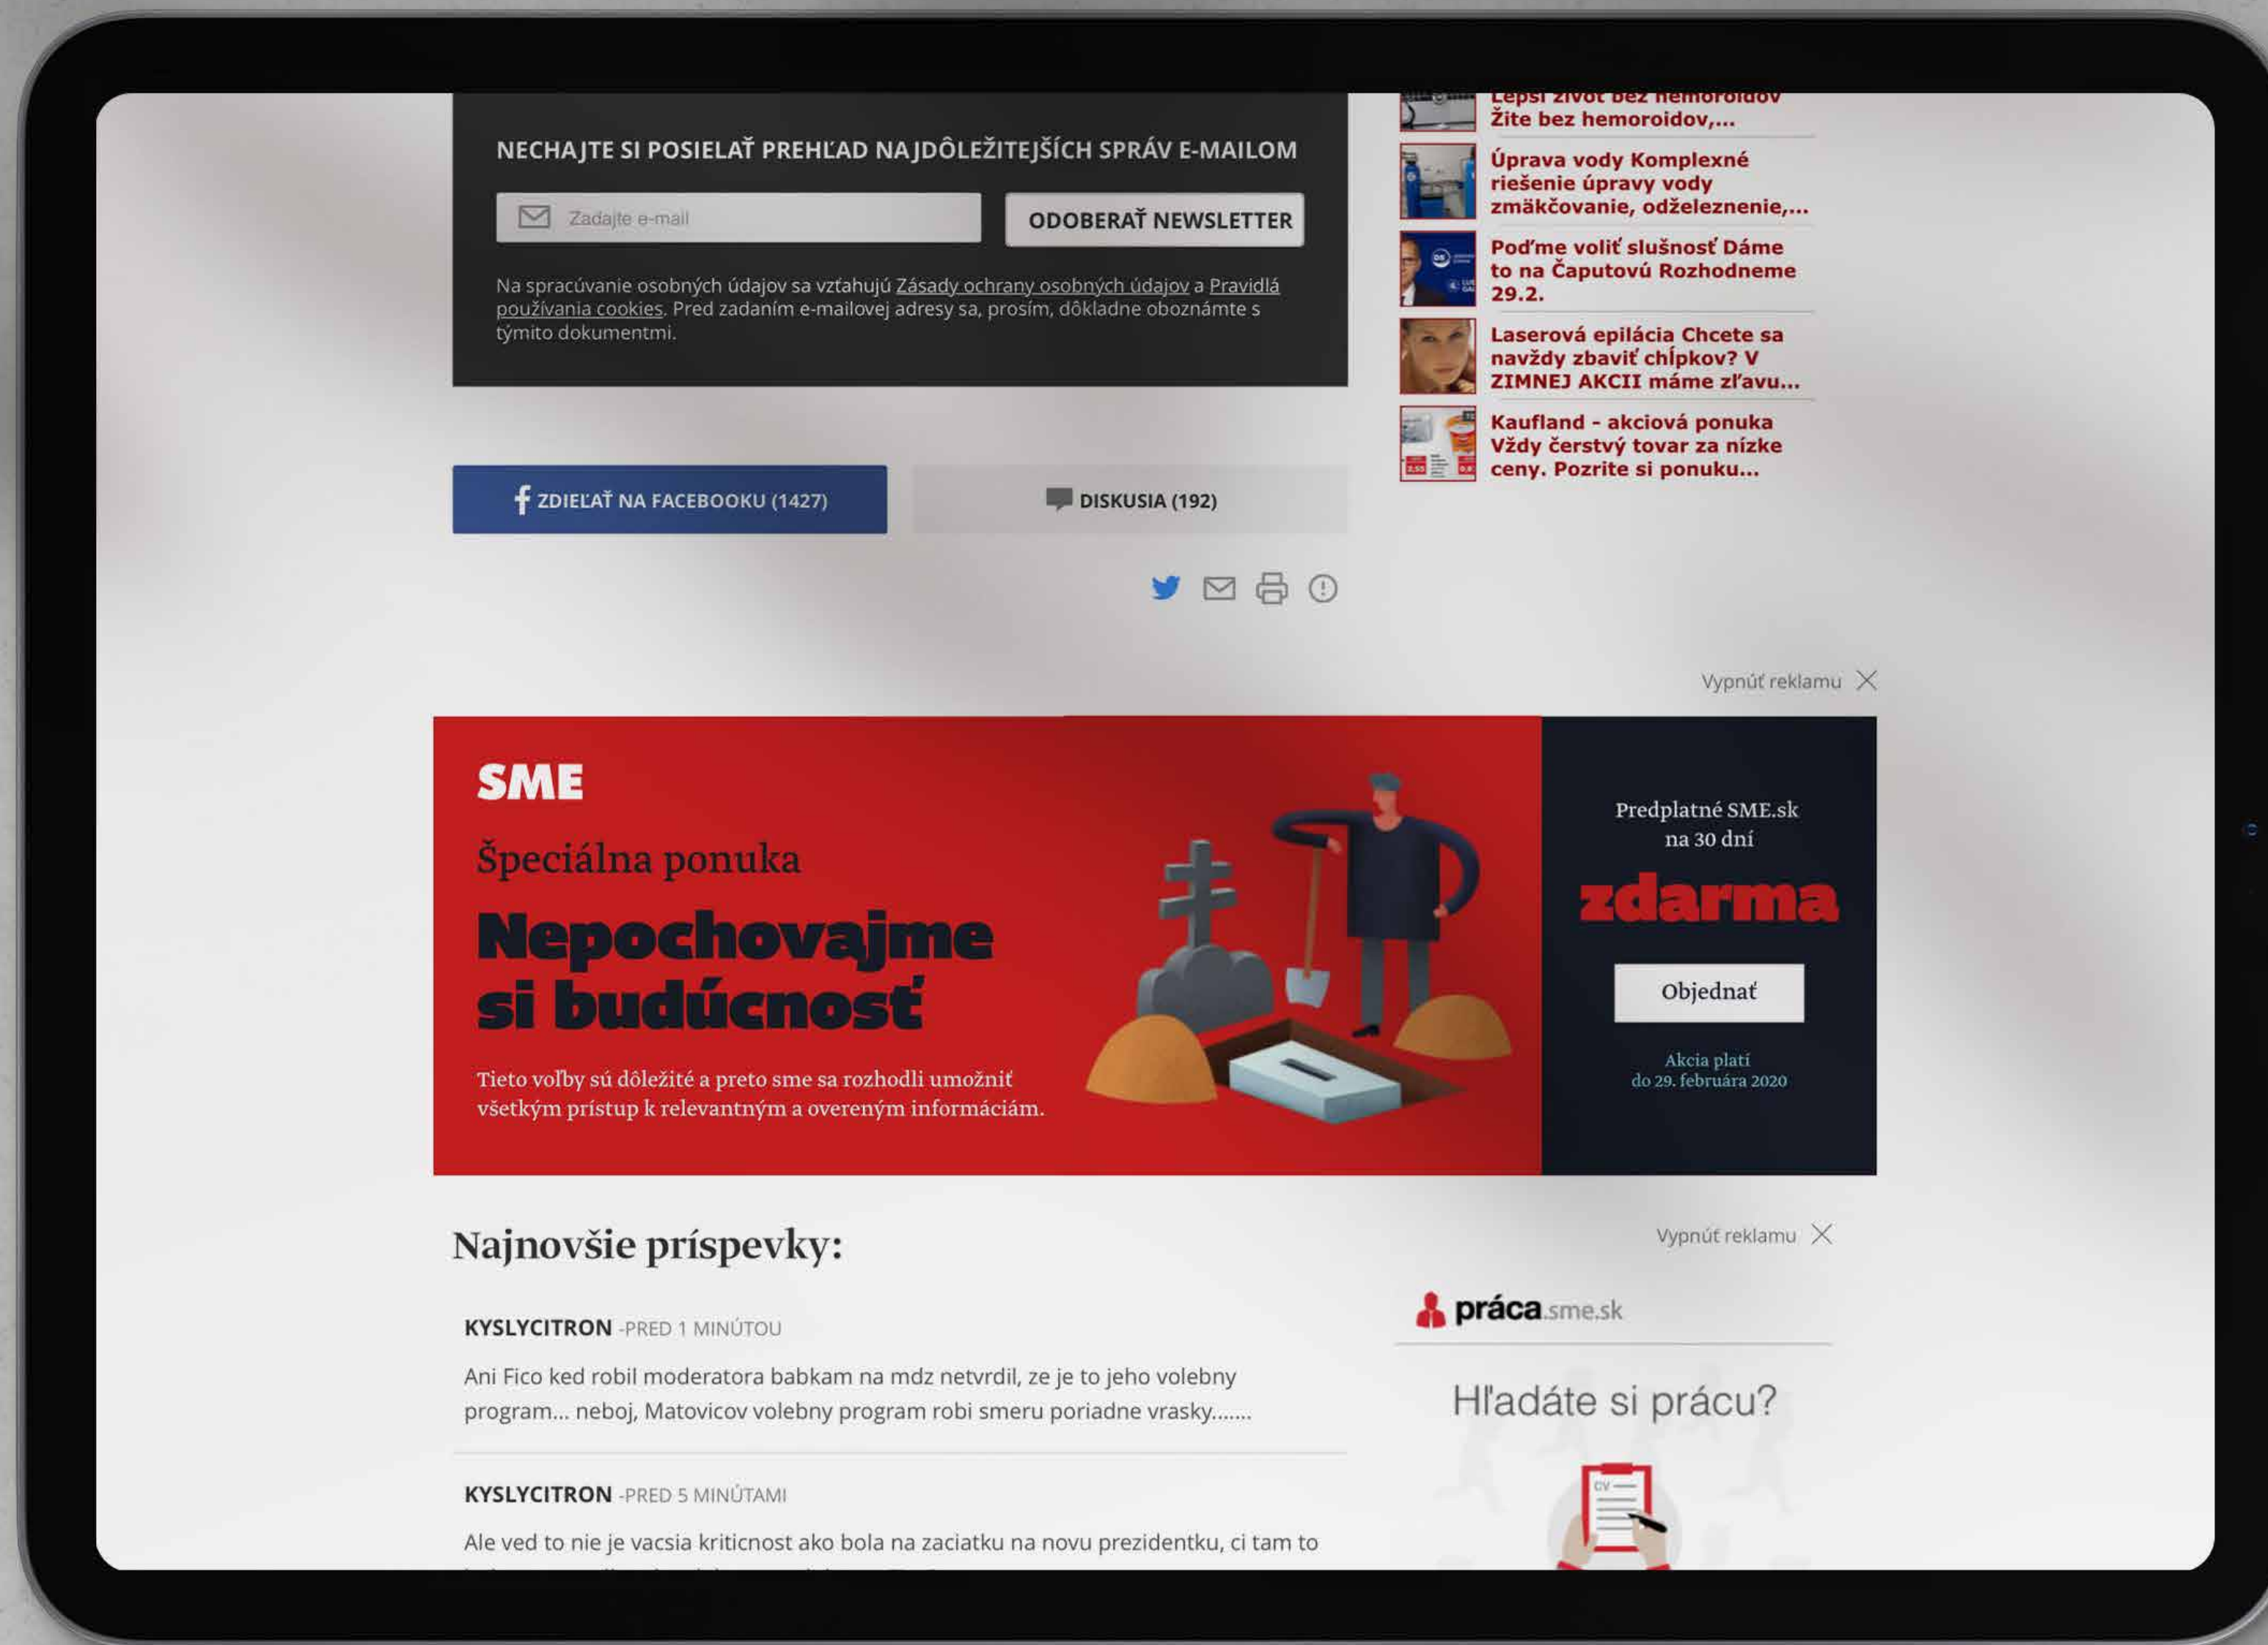 NECHAJTE SI POSIELAŤ PREHĽAD NAJDÔLEŽITEJŠÍCH SPRÁV E-MAILOM
Zadajte e-mail
ODOBERAŤ NEWSLETTER
Na spracúvanie osobných údajov sa vzťahujú Zásady ochrany osobných údajov a Pravidlá
používania cookies. Pred zadaním e-mailovej adresy sa, prosím, dôkladne oboznámte s
týmito dokumentmi.
ZDIEĽAŤ NA FACEBOOKU (1427)
DISKUSIA (192)
Lepší život bez hemoroidov
Žite bez hemoroidov,...
Úprava vody Komplexné
riešenie úpravy vody
zmäkčovanie, odželeznenie,...
Poďme voliť slušnosť Dáme
to na Čaputovú Rozhodneme
29.2.
Laserová epilácia Chcete sa
navždy zbaviť chĺpkov? V
ZIMNEJ AKCII máme zľavu...
Kaufland - akciová ponuka
Vždy čerstvý tovar za nízke
ceny. Pozrite si ponuku...
Vypnúť reklamu
SME
Špeciálna ponuka
Nepochovajme
si budúcnosť
Tieto voľby sú dôležité a preto sme sa rozhodli umožniť
všetkým prístup k relevantným a overeným informáciám.
Predplatné SME.sk
na 30 dní
zdarma
Objednať
Akcia platí
do 29. februára 2020
Najnovšie príspevky:
KYSLYCITRON -PRED 1 MINÚTOU
Ani Fico ked robil moderatora babkam na mdz netvrdil, ze je to jeho volebny
program... neboj, Matovicov volebny program robi smeru poriadne vrasky.......
KYSLYCITRON -PRED 5 MINÚTAMI
Ale ved to nie je vacsia kriticnost ako bola na zaciatku na novu prezidentku, ci tam to
Vypnúť reklamu
práca.sme.sk
Hľadáte si prácu?
CV